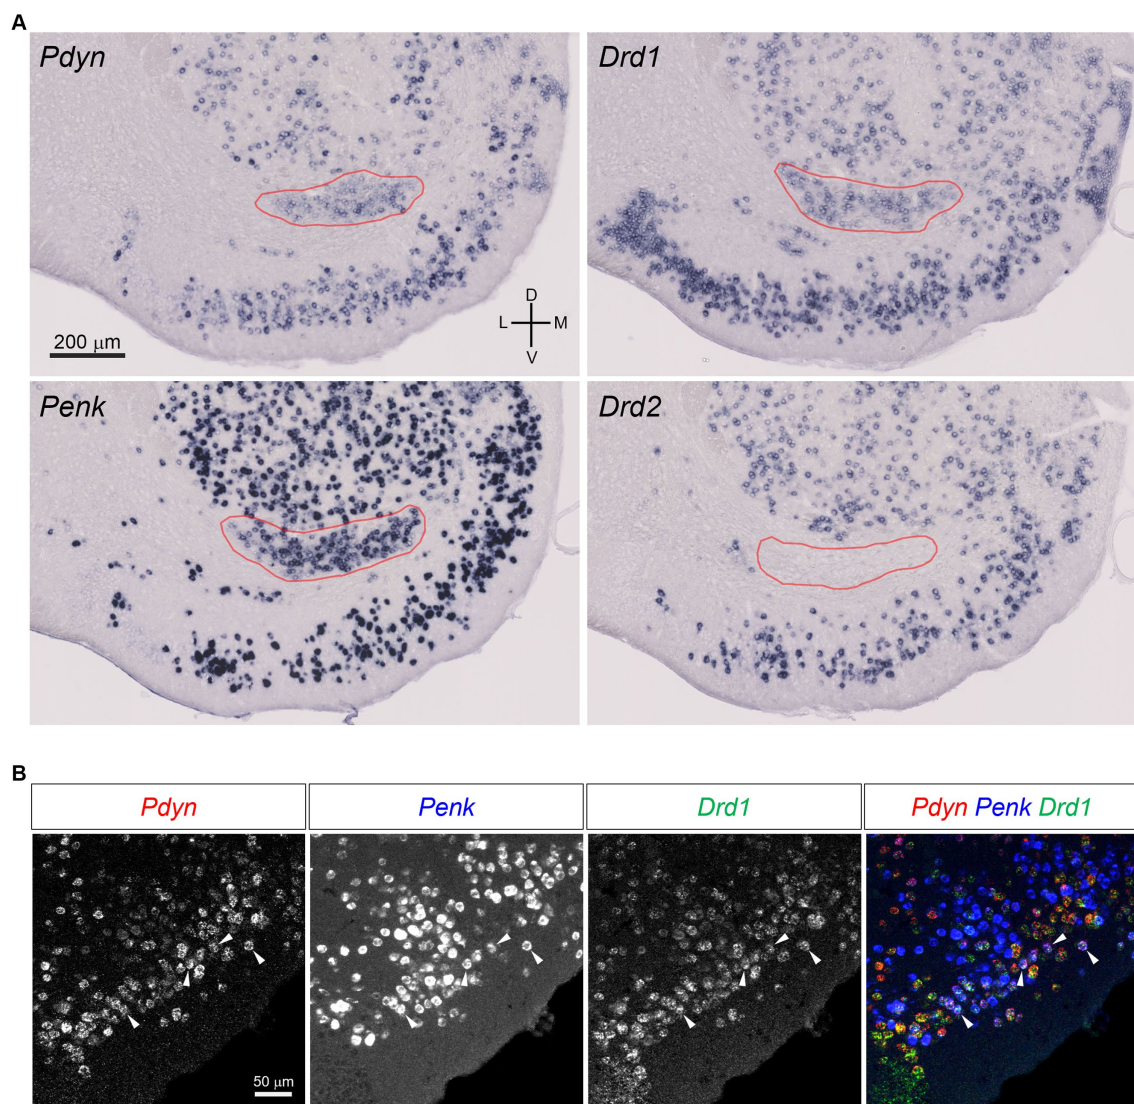 A
Pdyn
Drd1
D
L M
V
200 μm
Penk
Drd2
B
Pdyn
Penk
Drd1
Pdyn Penk Drd1
50 μm